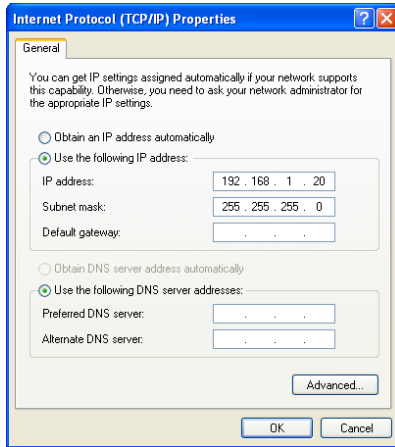 Internet Protocol (TCP/IP) Properties
General
You can get IP settings assigned automatically if your network supports
this capability. Otherwise, you need to ask your network administrator for
the appropriate IP settings.
Obtain an IP address automatically
Use the following IP address:
IP address: 192 . 168 . 1 . 20
Subnet mask: 255 . 255 . 255 . 0
Default gateway: . . .
Obtain DNS server address automatically
Use the following DNS server addresses:
Preferred DNS server: . . .
Alternate DNS server: . . .
Advanced...
OK Cancel